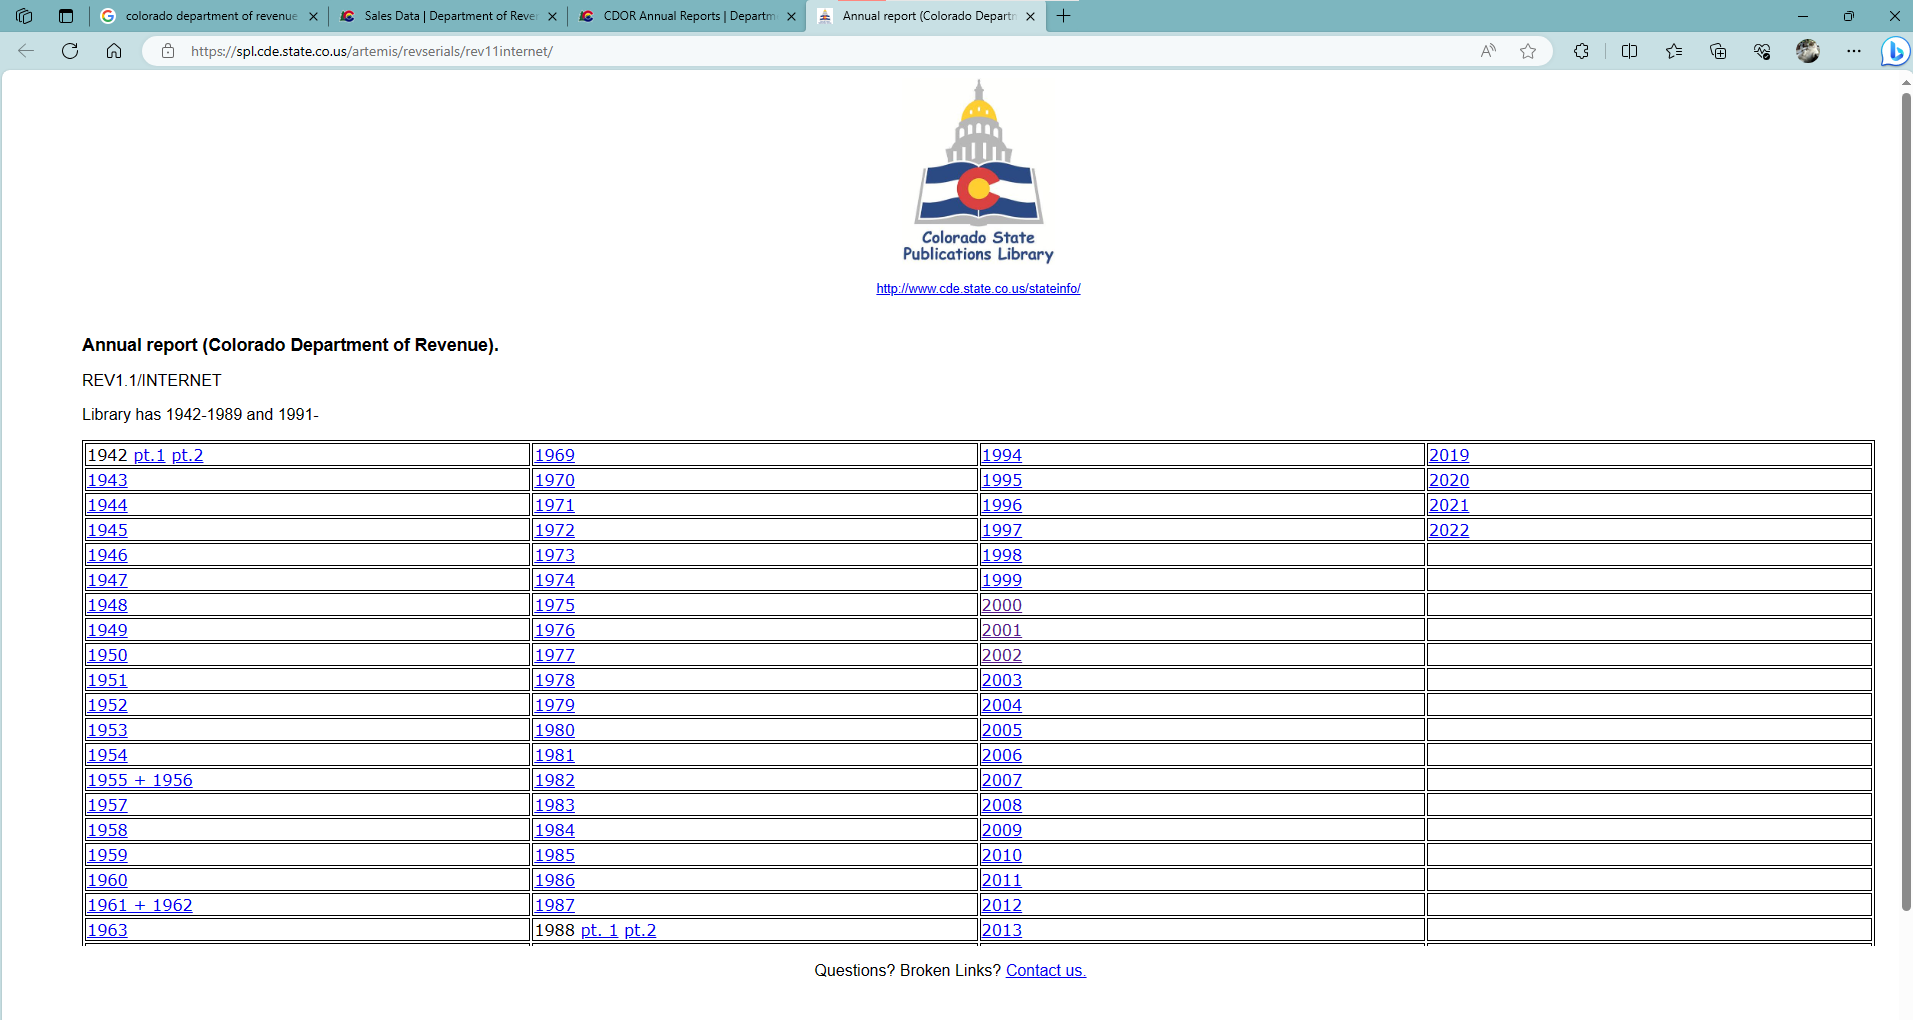 colorado department of revenue
Sales Data | Department of Rever
CDOR Annual Reports | Departm
Annual report (Colorado Departm
https://spl.cde.state.co.us/artemis/revserials/rev11internet/
Colorado State
Publications Library
http://www.cde.state.co.us/stateinfo/
Annual report (Colorado Department of Revenue).
REV1.1/INTERNET
Library has 1942-1989 and 1991-
1942 pt.1 pt.2 1969 1994 2019
1943 1970 1995 2020
1944 1971 1996 2021
1945 1972 1997 2022
1946 1973 1998
1947 1974 1999
1948 1975 2000
1949 1976 2001
1950 1977 2002
1951 1978 2003
1952 1979 2004
1953 1980 2005
1954 1981 2006
1955 + 1956 1982 2007
1957 1983 2008
1958 1984 2009
1959 1985 2010
1960 1986 2011
1961 + 1962 1987 2012
1963 1988 pt. 1 pt.2 2013
Questions? Broken Links? Contact us.